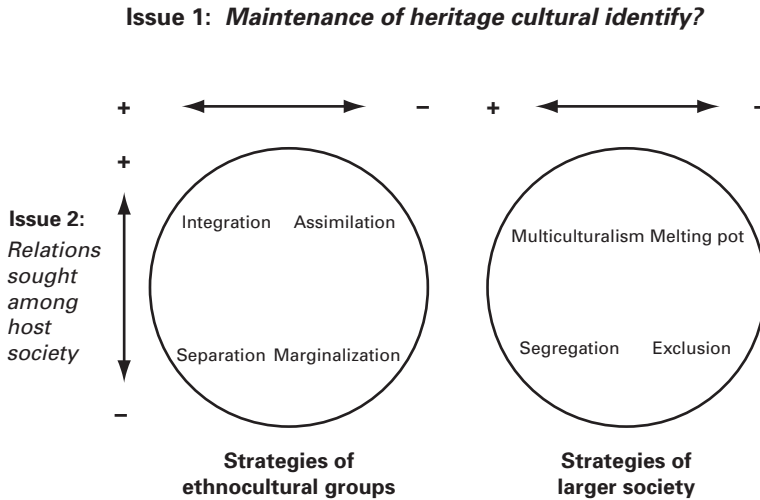 Issue 1: Maintenance of heritage cultural identify?
+ − + −
+
Issue 2:
Relations
sought
among
host
society
−
Integration Assimilation
Separation Marginalization
Multiculturalism Melting pot
Segregation Exclusion
Strategies of
ethnocultural groups
Strategies of
larger society